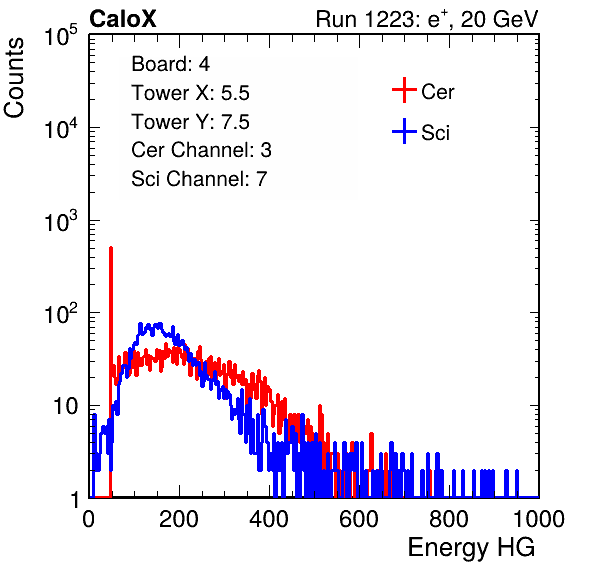 CaloX Run 1223: e⁺, 20 GeV
Counts
Board: 4
Tower X: 5.5
Tower Y: 7.5
Cer Channel: 3
Sci Channel: 7
Cer
Sci
10⁵
10⁴
10³
10²
10
1
0 200 400 600 800 1000
Energy HG